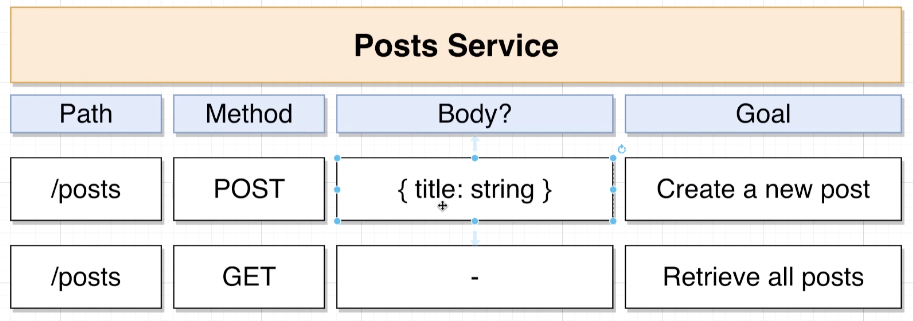 Posts Service
Path Method Body? Goal
/posts POST { title: string } Create a new post
/posts GET - Retrieve all posts